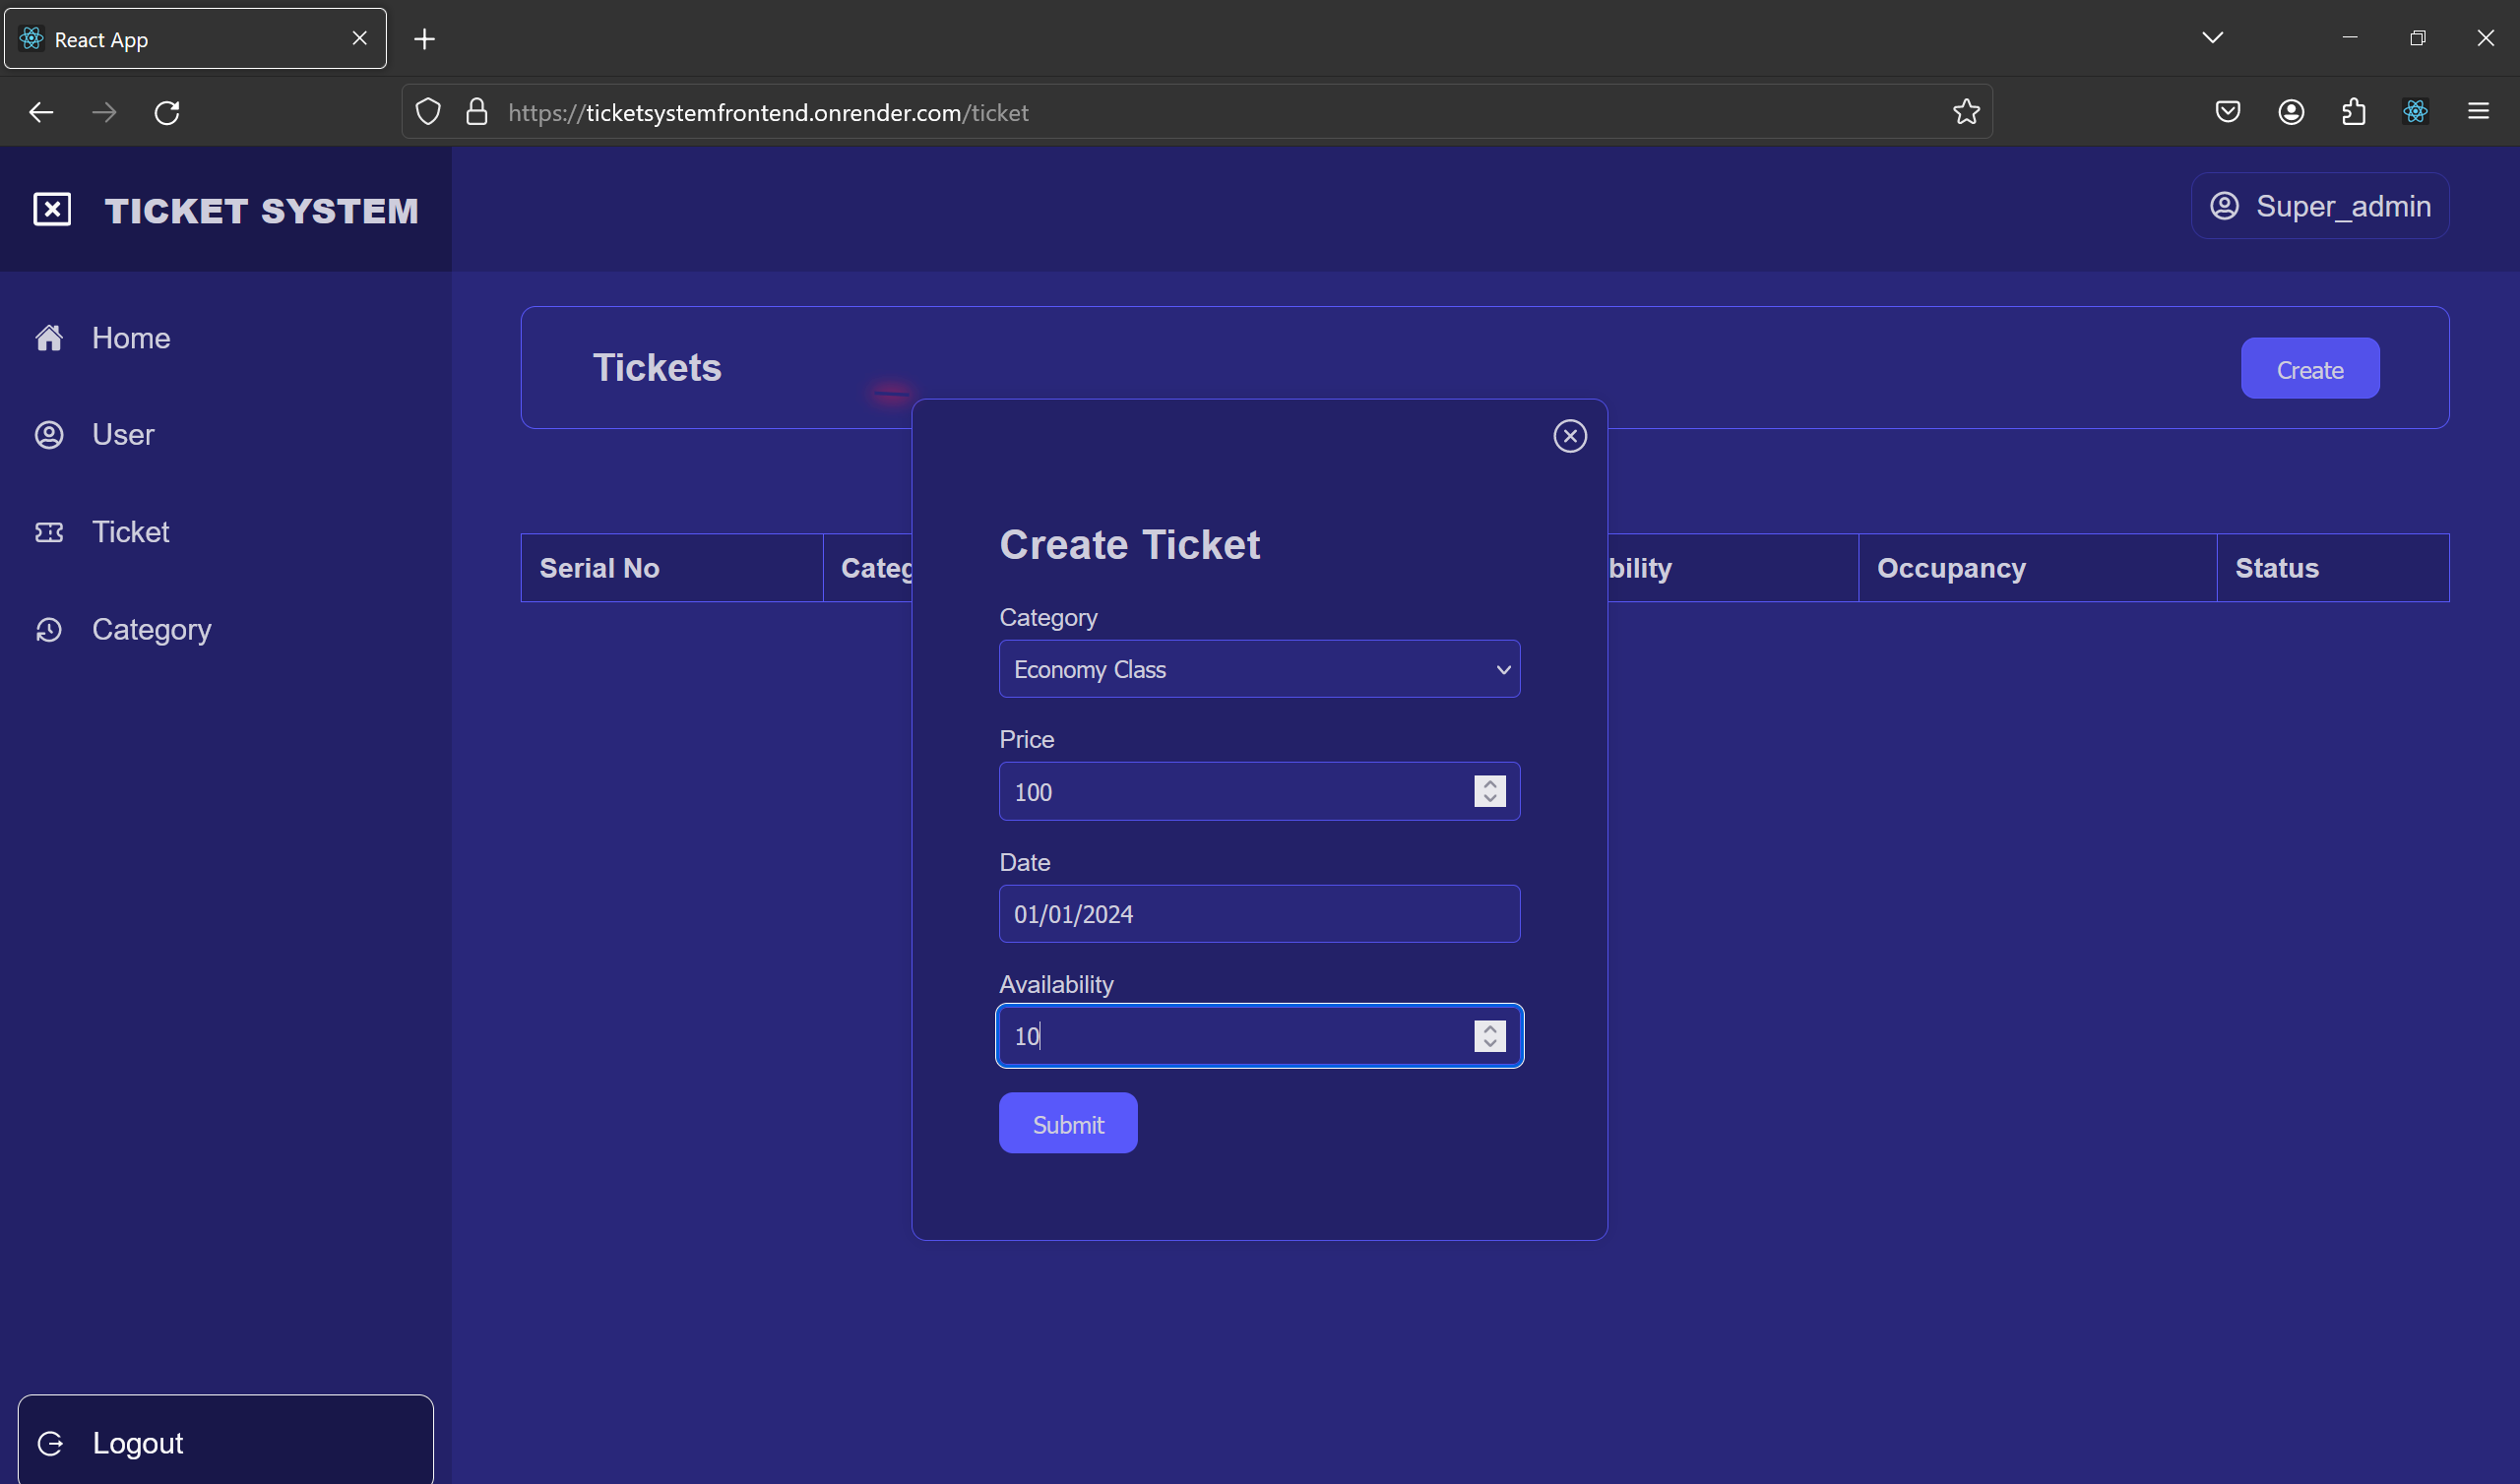 React App
https://ticketsystemfrontend.onrender.com/ticket
TICKET SYSTEM
Super_admin
Home
User
Ticket
Category
Logout
Tickets
Create
Serial No
Categ
bility
Occupancy
Status
Create Ticket
Category
Economy Class
Price
100
Date
01/01/2024
Availability
10
Submit